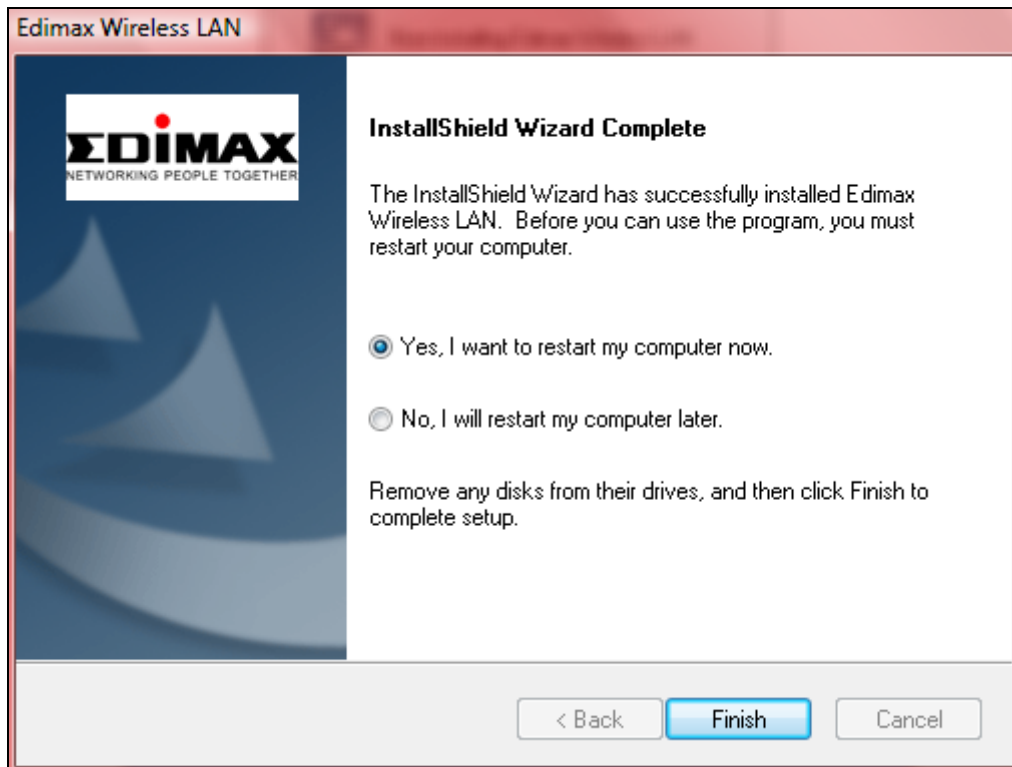 Edimax Wireless LAN
EDIMAX
NETWORKING PEOPLE TOGETHER
InstallShield Wizard Complete
The InstallShield Wizard has successfully installed Edimax
Wireless LAN. Before you can use the program, you must
restart your computer.
Yes, I want to restart my computer now.
No, I will restart my computer later.
Remove any disks from their drives, and then click Finish to
complete setup.
< Back
Finish
Cancel